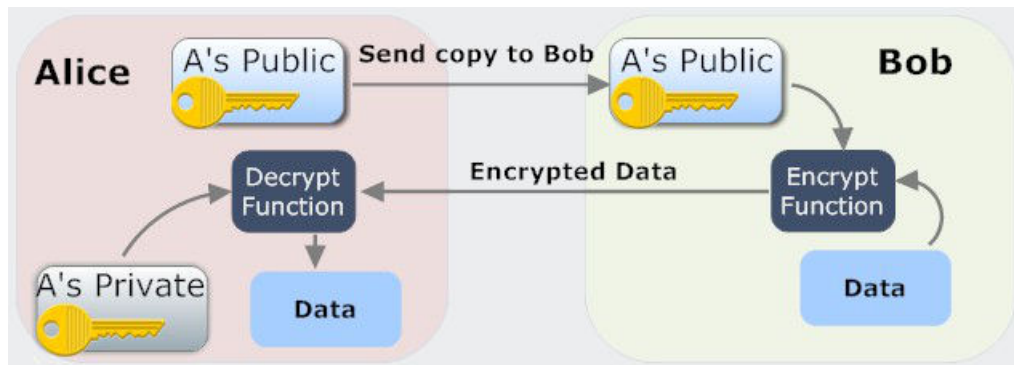 Alice
A's Public
Send copy to Bob
A's Public
Bob
Decrypt
Function
Encrypted Data
Encrypt
Function
A's Private
Data
Data